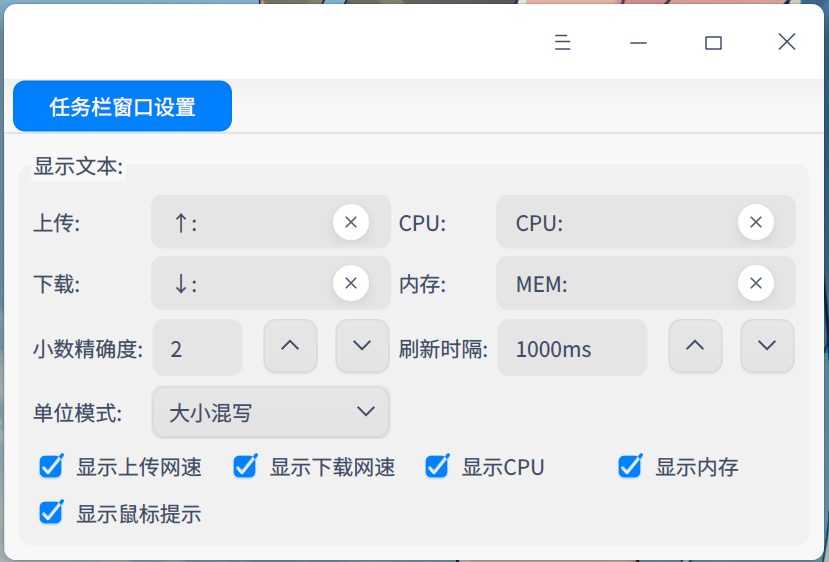 任务栏窗口设置
显示文本:
上传: ↑: CPU: CPU:
下载: ↓: 内存: MEM:
小数精确度: 2 刷新时隔: 1000ms
单位模式: 大小混写
显示上传网速 显示下载网速 显示CPU 显示内存
显示鼠标提示